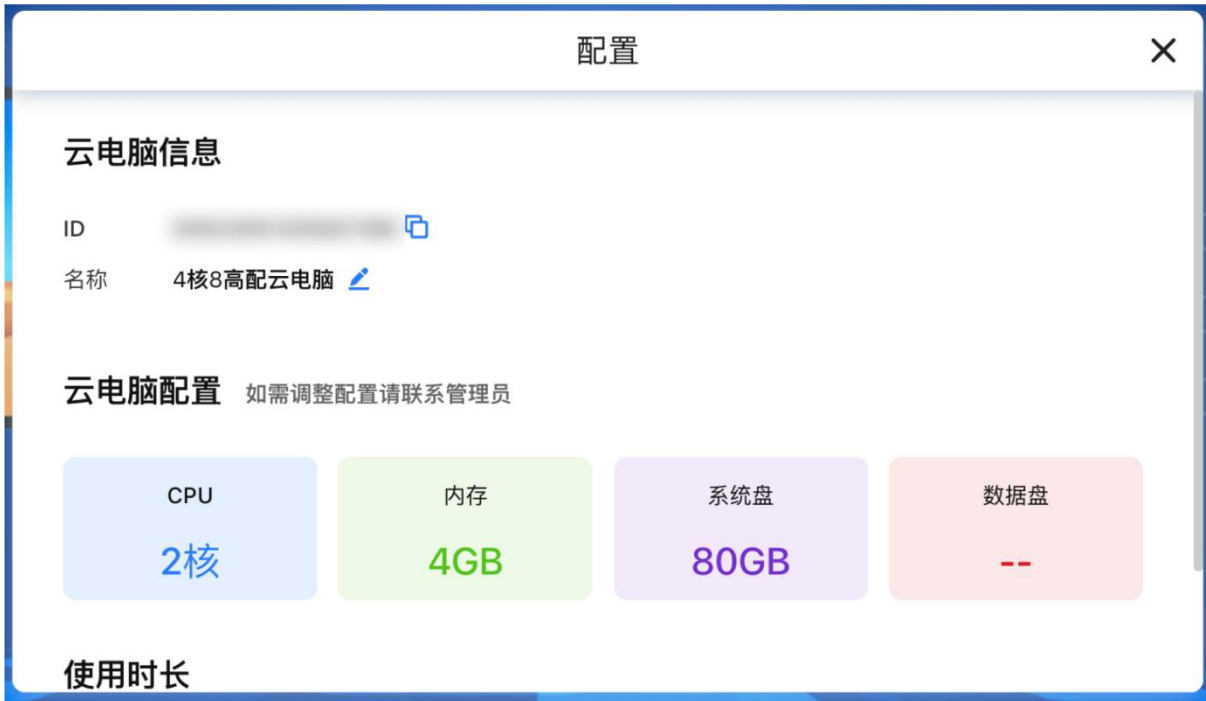 配置
云电脑信息
ID
名称 4核8高配云电脑
云电脑配置 如需调整配置请联系管理员
CPU 内存 系统盘 数据盘
2核 4GB 80GB --
使用时长